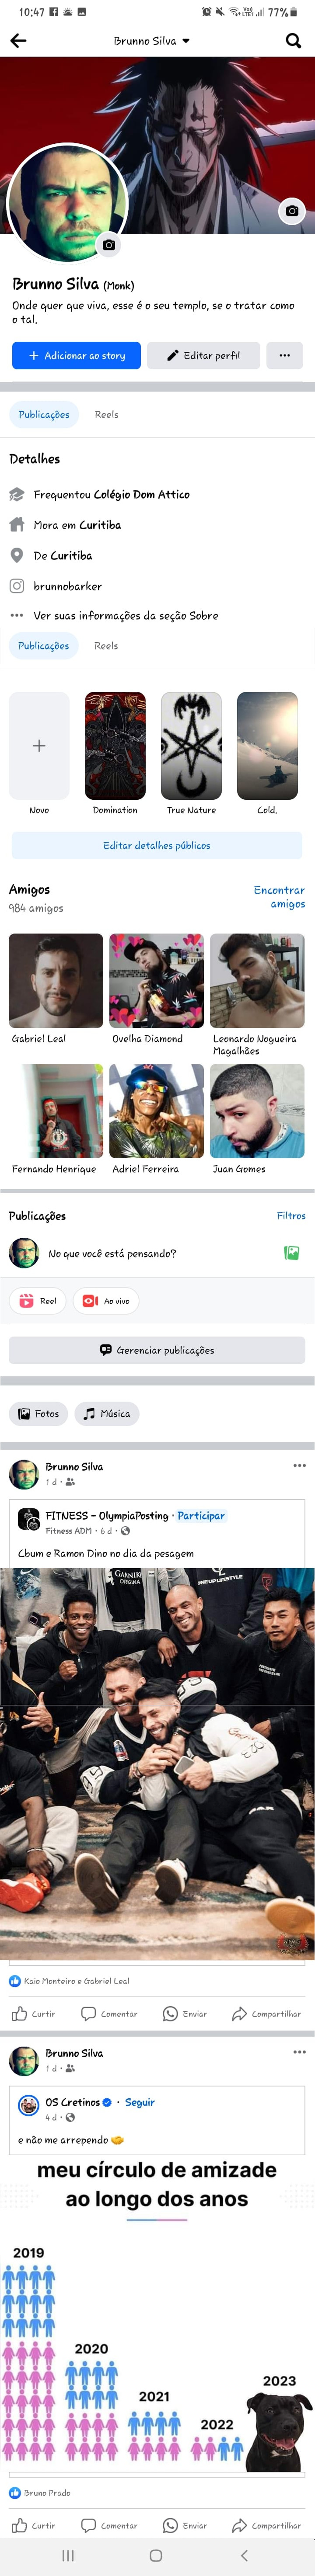 10:47
Vo))
LTE1
77%
Brunno Silva
Brunno Silva (Monk)
Onde quer que viva, esse é o seu templo, se o tratar como
o tal.
+ Adicionar ao story
Editar perfil
Publicações
Reels
Detalhes
Frequentou Colégio Dom Attico
Mora em Curitiba
De Curitiba
brunnobarker
Ver suas informações da seção Sobre
Publicações
Reels
Novo
Domination
True Nature
Cold.
Editar detalhes públicos
Amigos
984 amigos
Encontrar
amigos
Gabriel Leal
Ovelha Diamond
Leonardo Nogueira
Magalhães
Fernando Henrique
Adriel Ferreira
Juan Gomes
Publicações
Filtros
No que você está pensando?
Reel
Ao vivo
Gerenciar publicações
Fotos
Música
Brunno Silva
1 d ·
FITNESS - OlympiaPosting · Participar
Fitness ADM · 6 d ·
Cbum e Ramon Dino no dia da pesagem
ORIGINA
Kaio Monteiro e Gabriel Leal
Curtir
Comentar
Enviar
Compartilhar
Brunno Silva
1 d ·
OS Cretinos · Seguir
4 d ·
e não me arrependo
meu círculo de amizade
ao longo dos anos
2019
2020
2021
2022
2023
Bruno Prado
Curtir
Comentar
Enviar
Compartilhar